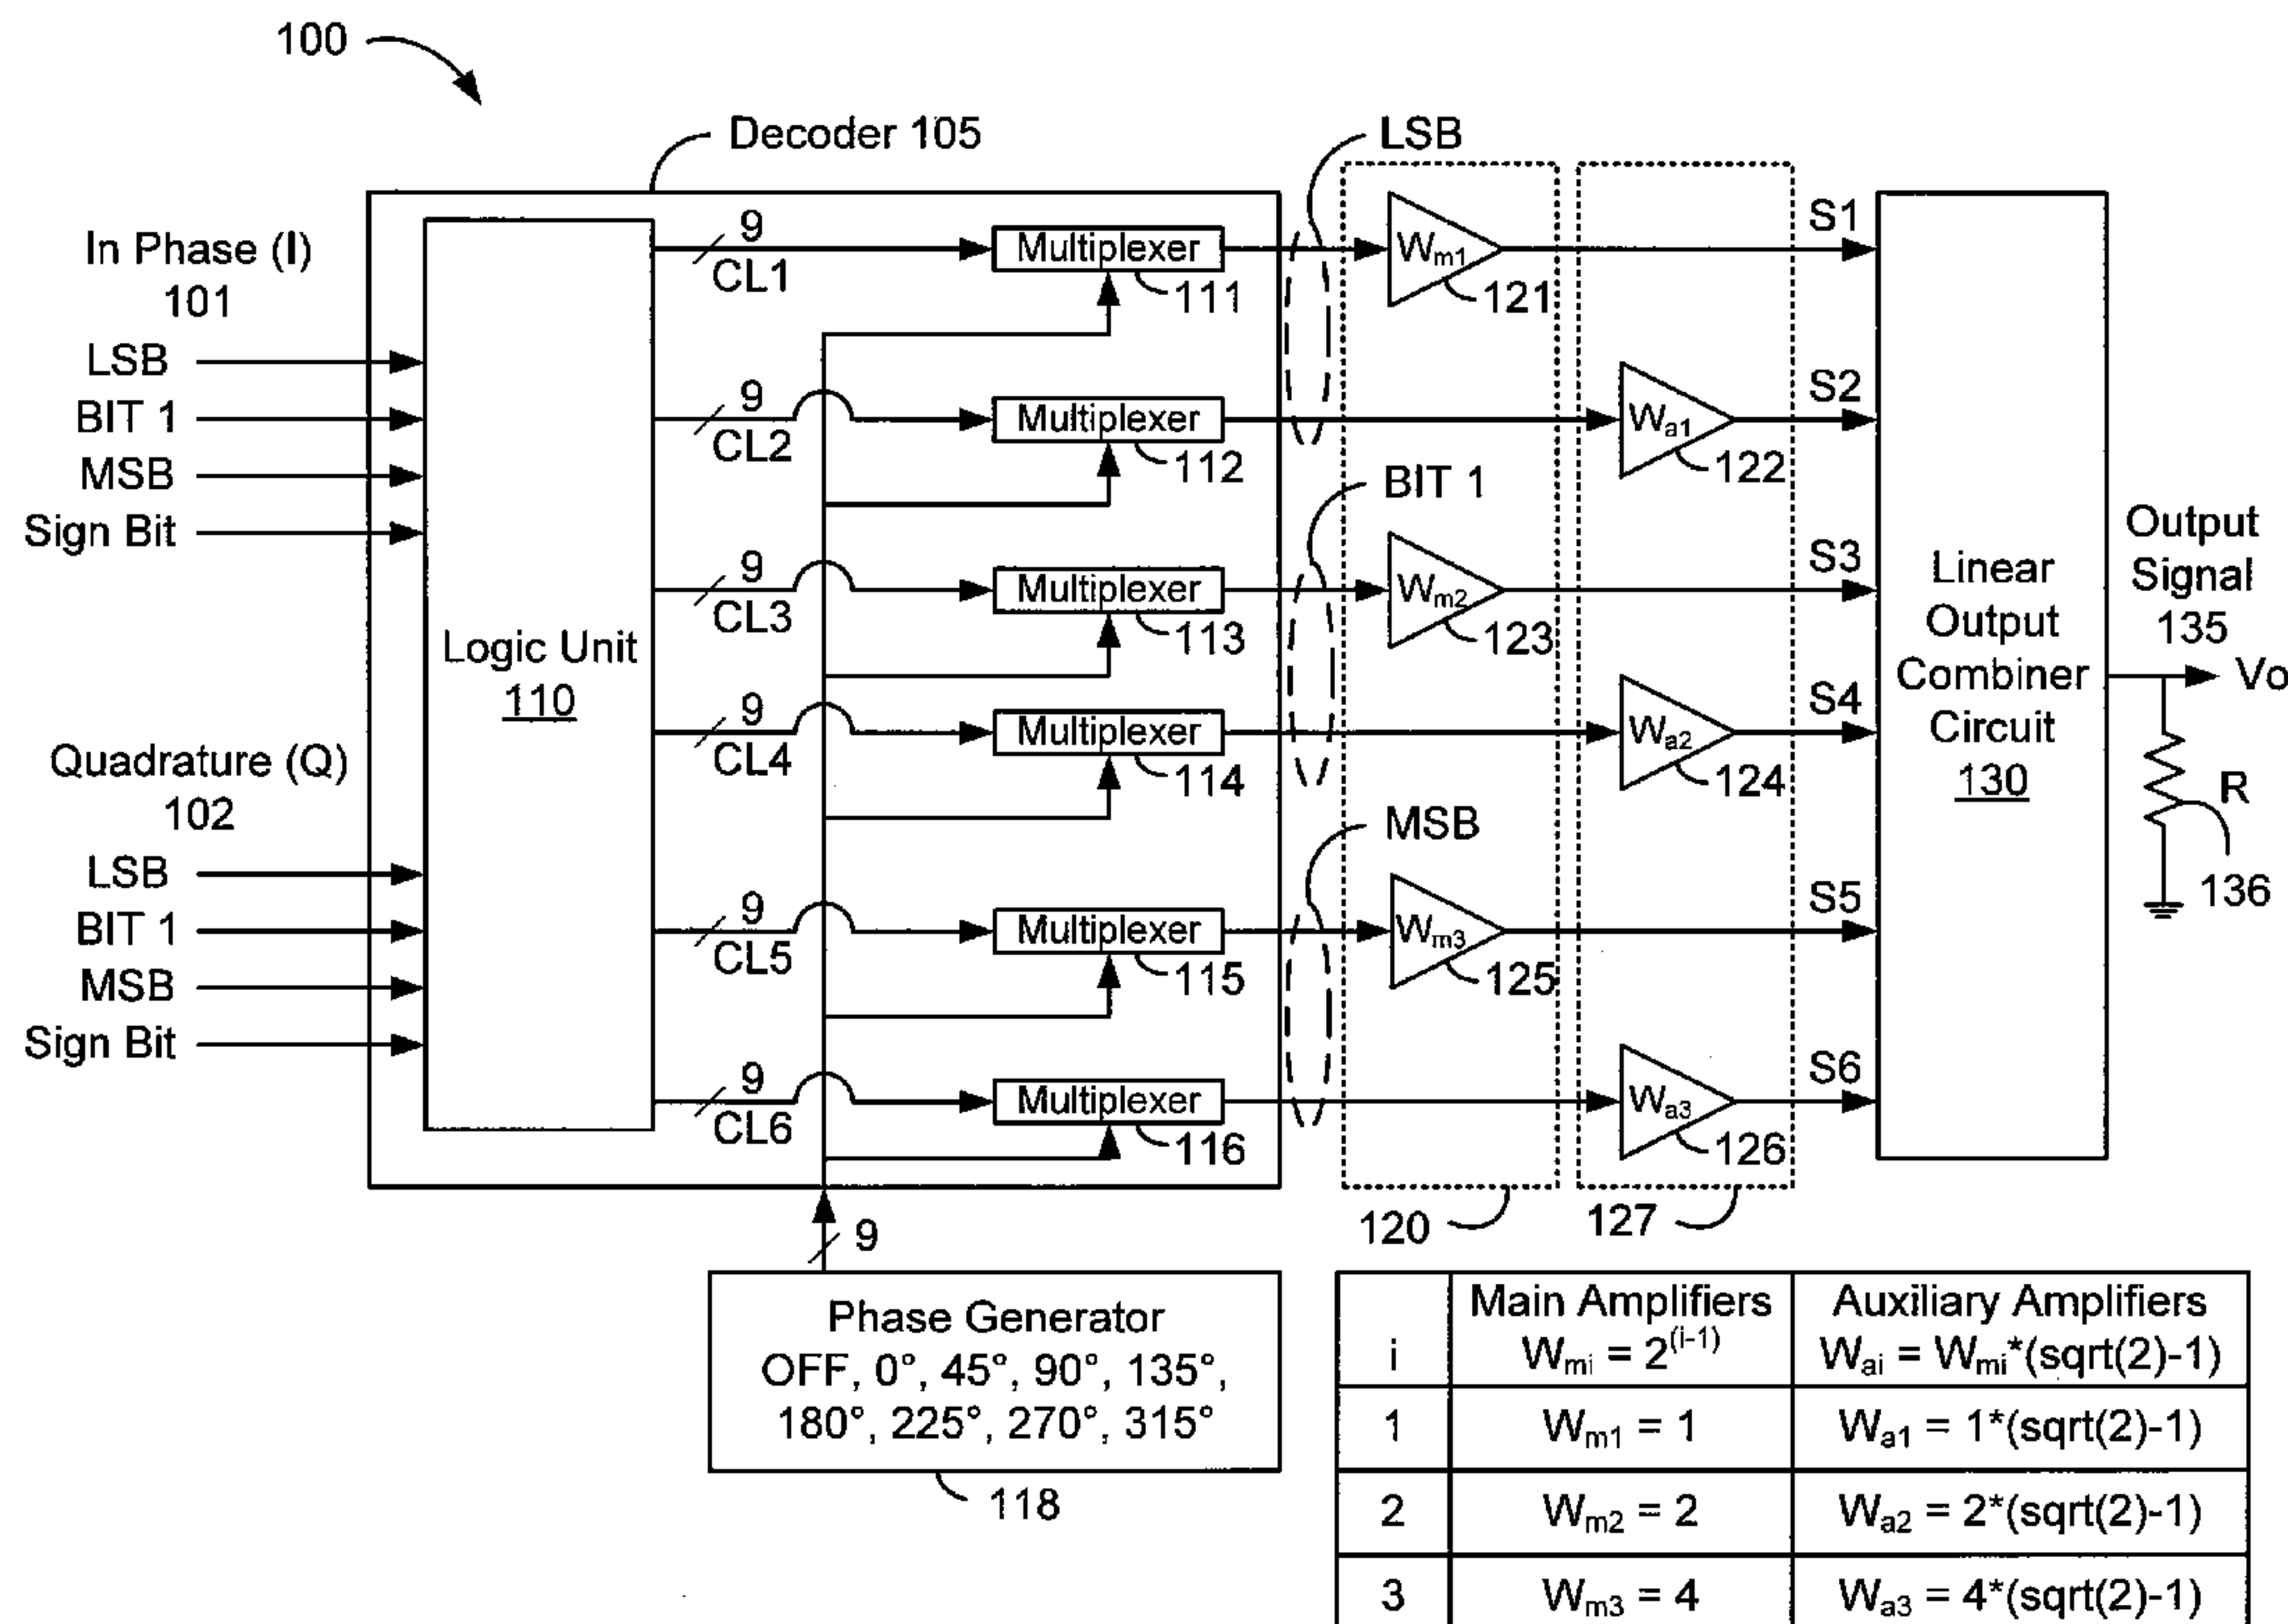 100
Decoder 105
LSB
In Phase (I)
101
LSB
BIT 1
MSB
Sign Bit
Quadrature (Q)
102
LSB
BIT 1
MSB
Sign Bit
Logic Unit
110
9
CL1
9
CL2
9
CL3
9
CL4
9
CL5
9
CL6
Multiplexer
111
Multiplexer
112
Multiplexer
113
Multiplexer
114
Multiplexer
115
Multiplexer
116
BIT 1
MSB
Wm1
121
Wa1
122
Wm2
123
Wa2
124
Wm3
125
Wa3
126
S1
S2
S3
S4
S5
S6
Linear
Output
Combiner
Circuit
130
Output
Signal
135
Vo
R
136
120
127
9
Phase Generator
OFF, 0°, 45°, 90°, 135°,
180°, 225°, 270°, 315°
118
i
Main Amplifiers
Wmi = 2^(i-1)
Auxiliary Amplifiers
Wai = Wmi*(sqrt(2)-1)
1 Wm1 = 1 Wa1 = 1*(sqrt(2)-1)
2 Wm2 = 2 Wa2 = 2*(sqrt(2)-1)
3 Wm3 = 4 Wa3 = 4*(sqrt(2)-1)